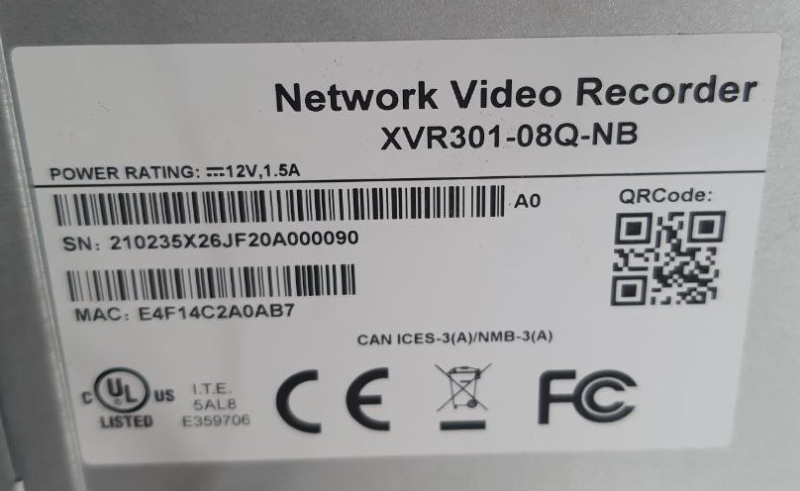 Network Video Recorder
XVR301-08Q-NB
POWER RATING: ⎓12V,1.5A
A0
QRCode:
SN: 210235X26JF20A000090
MAC: E4F14C2A0AB7
CAN ICES-3(A)/NMB-3(A)
C UL US
LISTED
I.T.E.
5AL8
E359706
CE
FC